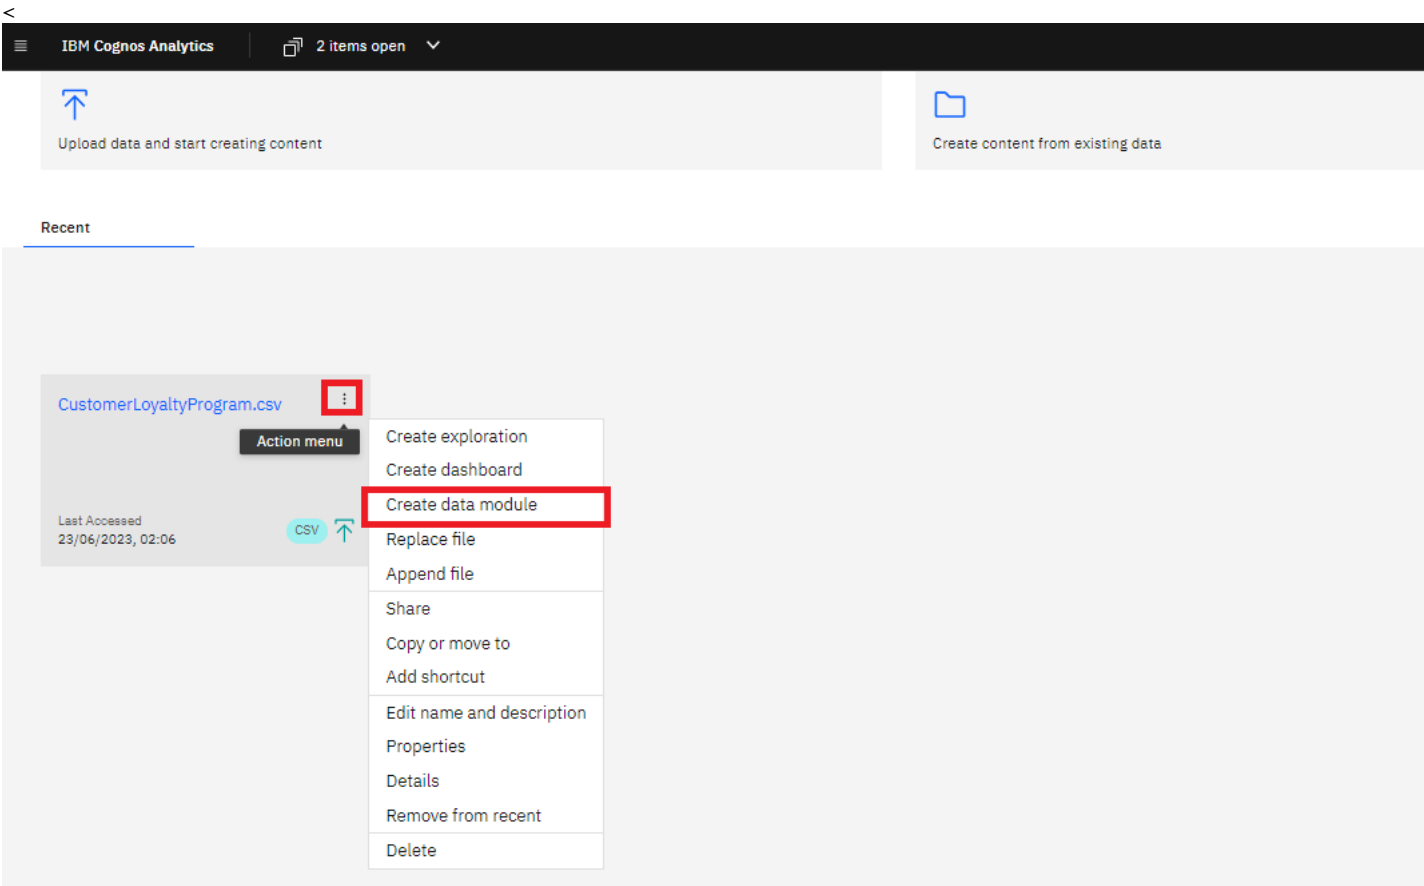 <
IBM Cognos Analytics
2 items open
Upload data and start creating content
Create content from existing data
Recent
CustomerLoyaltyProgram.csv
Action menu
Last Accessed
23/06/2023, 02:06
CSV
Create exploration
Create dashboard
Create data module
Replace file
Append file
Share
Copy or move to
Add shortcut
Edit name and description
Properties
Details
Remove from recent
Delete